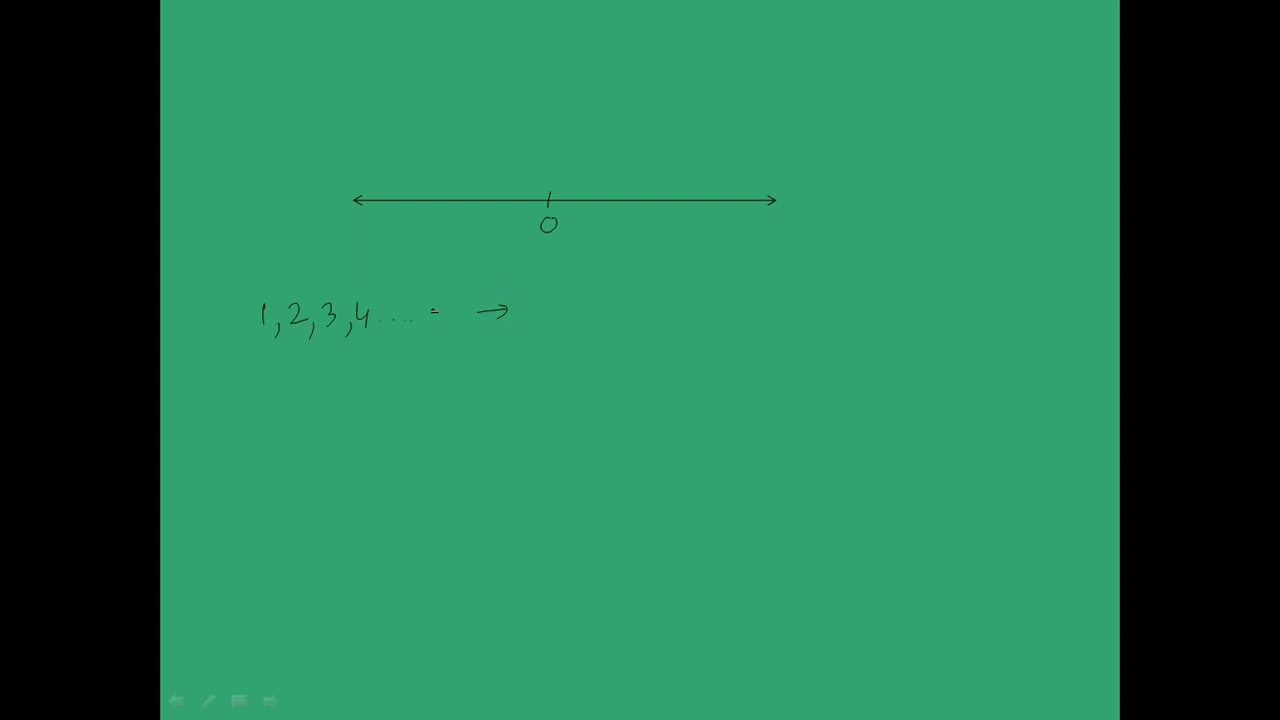 0
1, 2, 3, 4 .... →